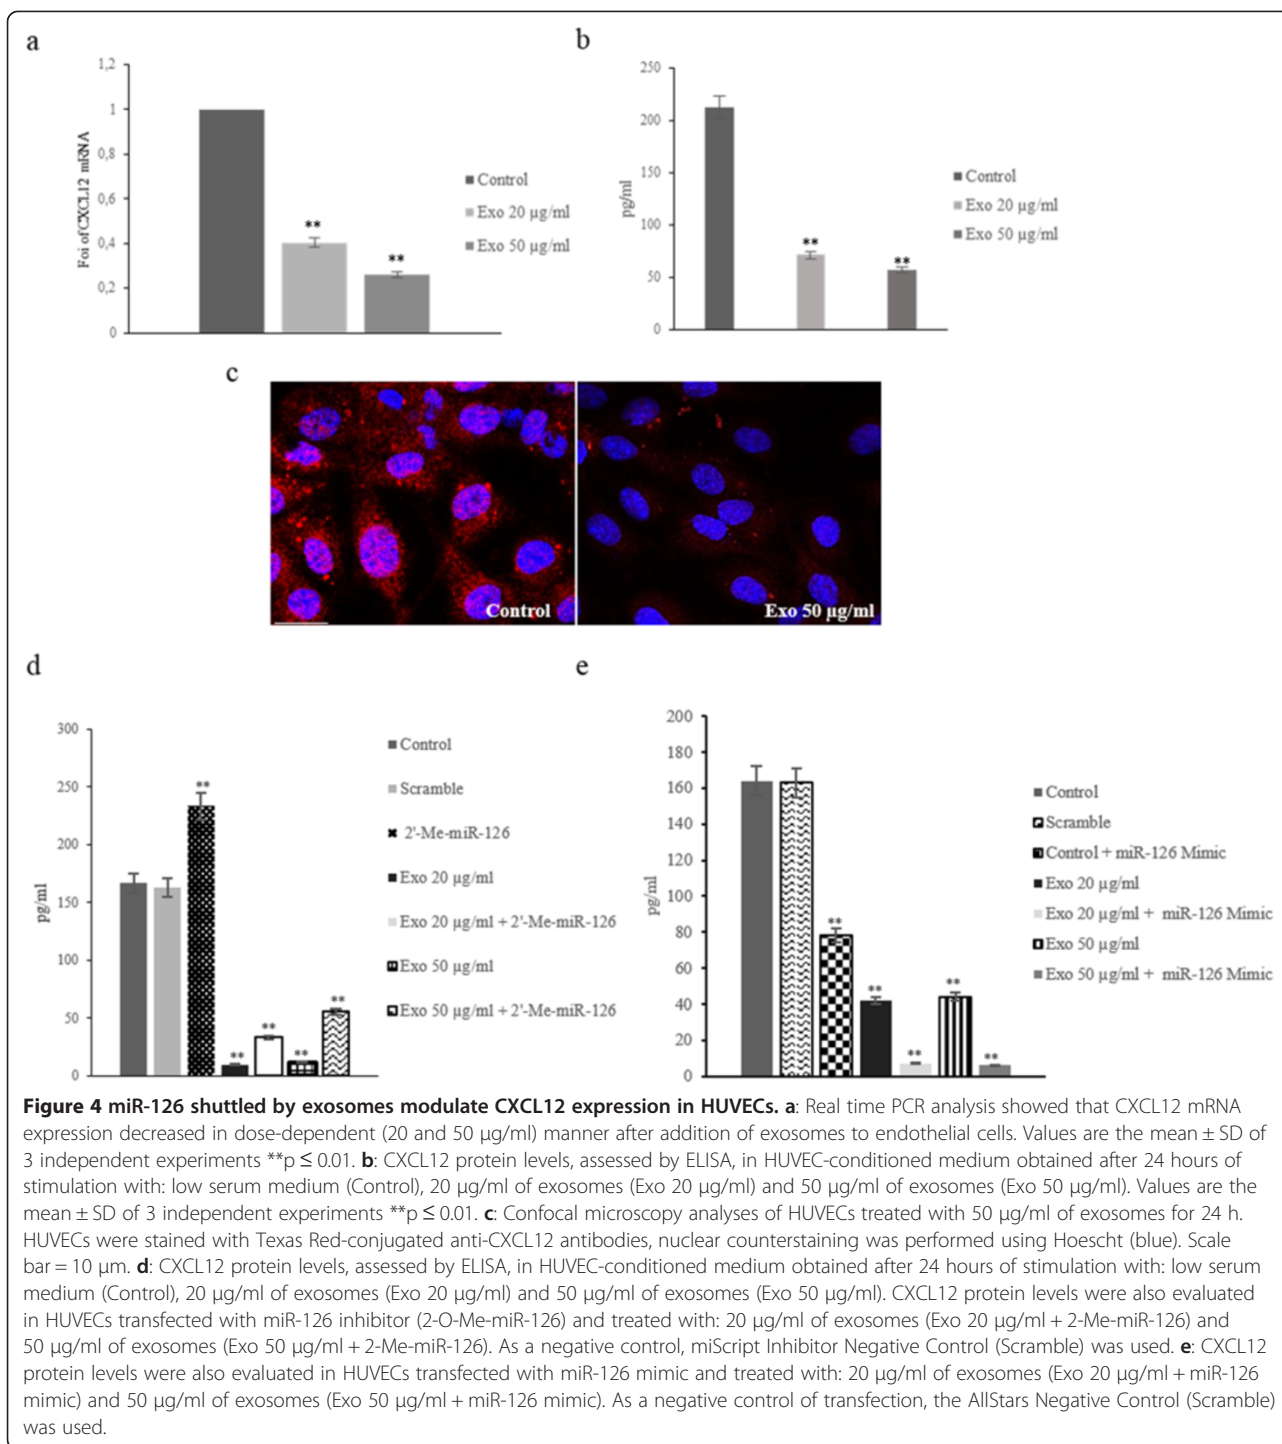 a
1,2
1
0,8
0,6
0,4
0,2
0
Foi of CXCL12 mRNA
**
**
Control
Exo 20 µg/ml
Exo 50 µg/ml
b
250
200
150
100
50
0
pg/ml
**
**
Control
Exo 20 µg/ml
Exo 50 µg/ml
c
Control
Exo 50 µg/ml
d
300
250
200
150
100
50
0
pg/ml
**
**
**
**
**
Control
Scramble
2'-Me-miR-126
Exo 20 µg/ml
Exo 20 µg/ml + 2'-Me-miR-126
Exo 50 µg/ml
Exo 50 µg/ml + 2'-Me-miR-126
e
200
180
160
140
120
100
80
60
40
20
0
pg/ml
**
**
**
**
**
Control
Scramble
Control + miR-126 Mimic
Exo 20 µg/ml
Exo 20 µg/ml + miR-126 Mimic
Exo 50 µg/ml
Exo 50 µg/ml + miR-126 Mimic
Figure 4 miR-126 shuttled by exosomes modulate CXCL12 expression in HUVECs. a: Real time PCR analysis showed that CXCL12 mRNA
expression decreased in dose-dependent (20 and 50 µg/ml) manner after addition of exosomes to endothelial cells. Values are the mean ± SD of
3 independent experiments **p ≤ 0.01. b: CXCL12 protein levels, assessed by ELISA, in HUVEC-conditioned medium obtained after 24 hours of
stimulation with: low serum medium (Control), 20 µg/ml of exosomes (Exo 20 µg/ml) and 50 µg/ml of exosomes (Exo 50 µg/ml). Values are the
mean ± SD of 3 independent experiments **p ≤ 0.01. c: Confocal microscopy analyses of HUVECs treated with 50 µg/ml of exosomes for 24 h.
HUVECs were stained with Texas Red-conjugated anti-CXCL12 antibodies, nuclear counterstaining was performed using Hoescht (blue). Scale
bar = 10 µm. d: CXCL12 protein levels, assessed by ELISA, in HUVEC-conditioned medium obtained after 24 hours of stimulation with: low serum
medium (Control), 20 µg/ml of exosomes (Exo 20 µg/ml) and 50 µg/ml of exosomes (Exo 50 µg/ml). CXCL12 protein levels were also evaluated
in HUVECs transfected with miR-126 inhibitor (2-O-Me-miR-126) and treated with: 20 µg/ml of exosomes (Exo 20 µg/ml + 2-Me-miR-126) and
50 µg/ml of exosomes (Exo 50 µg/ml + 2-Me-miR-126). As a negative control, miScript Inhibitor Negative Control (Scramble) was used. e: CXCL12
protein levels were also evaluated in HUVECs transfected with miR-126 mimic and treated with: 20 µg/ml of exosomes (Exo 20 µg/ml + miR-126
mimic) and 50 µg/ml of exosomes (Exo 50 µg/ml + miR-126 mimic). As a negative control of transfection, the AllStars Negative Control (Scramble)
was used.